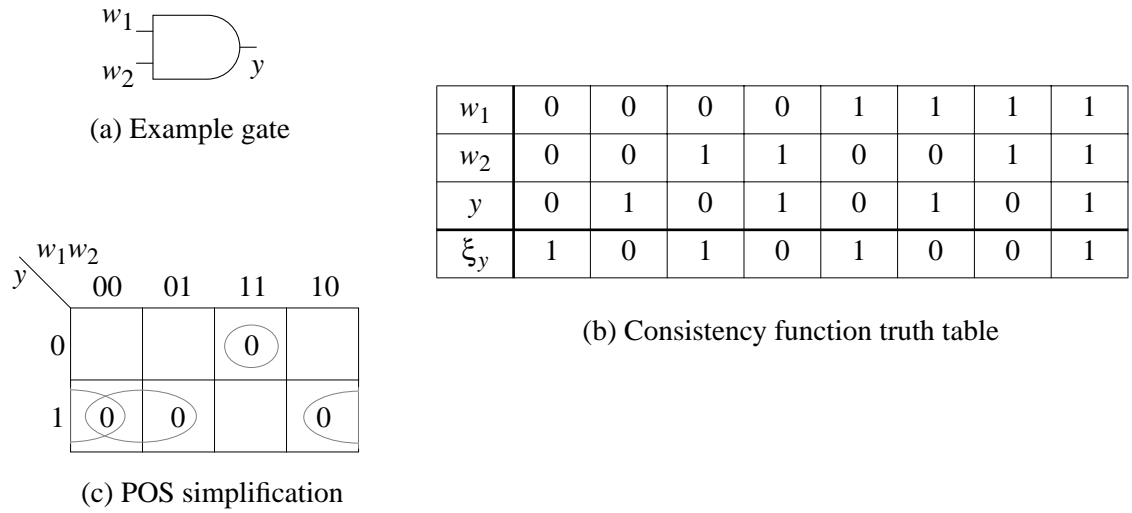 w1
w2
y
(a) Example gate
w1 0 0 0 0 1 1 1 1
w2 0 0 1 1 0 0 1 1
y 0 1 0 1 0 1 0 1
ξy 1 0 1 0 1 0 0 1
(b) Consistency function truth table
w1w2
y
00 01 11 10
0 0
1 0 0 0
(c) POS simplification